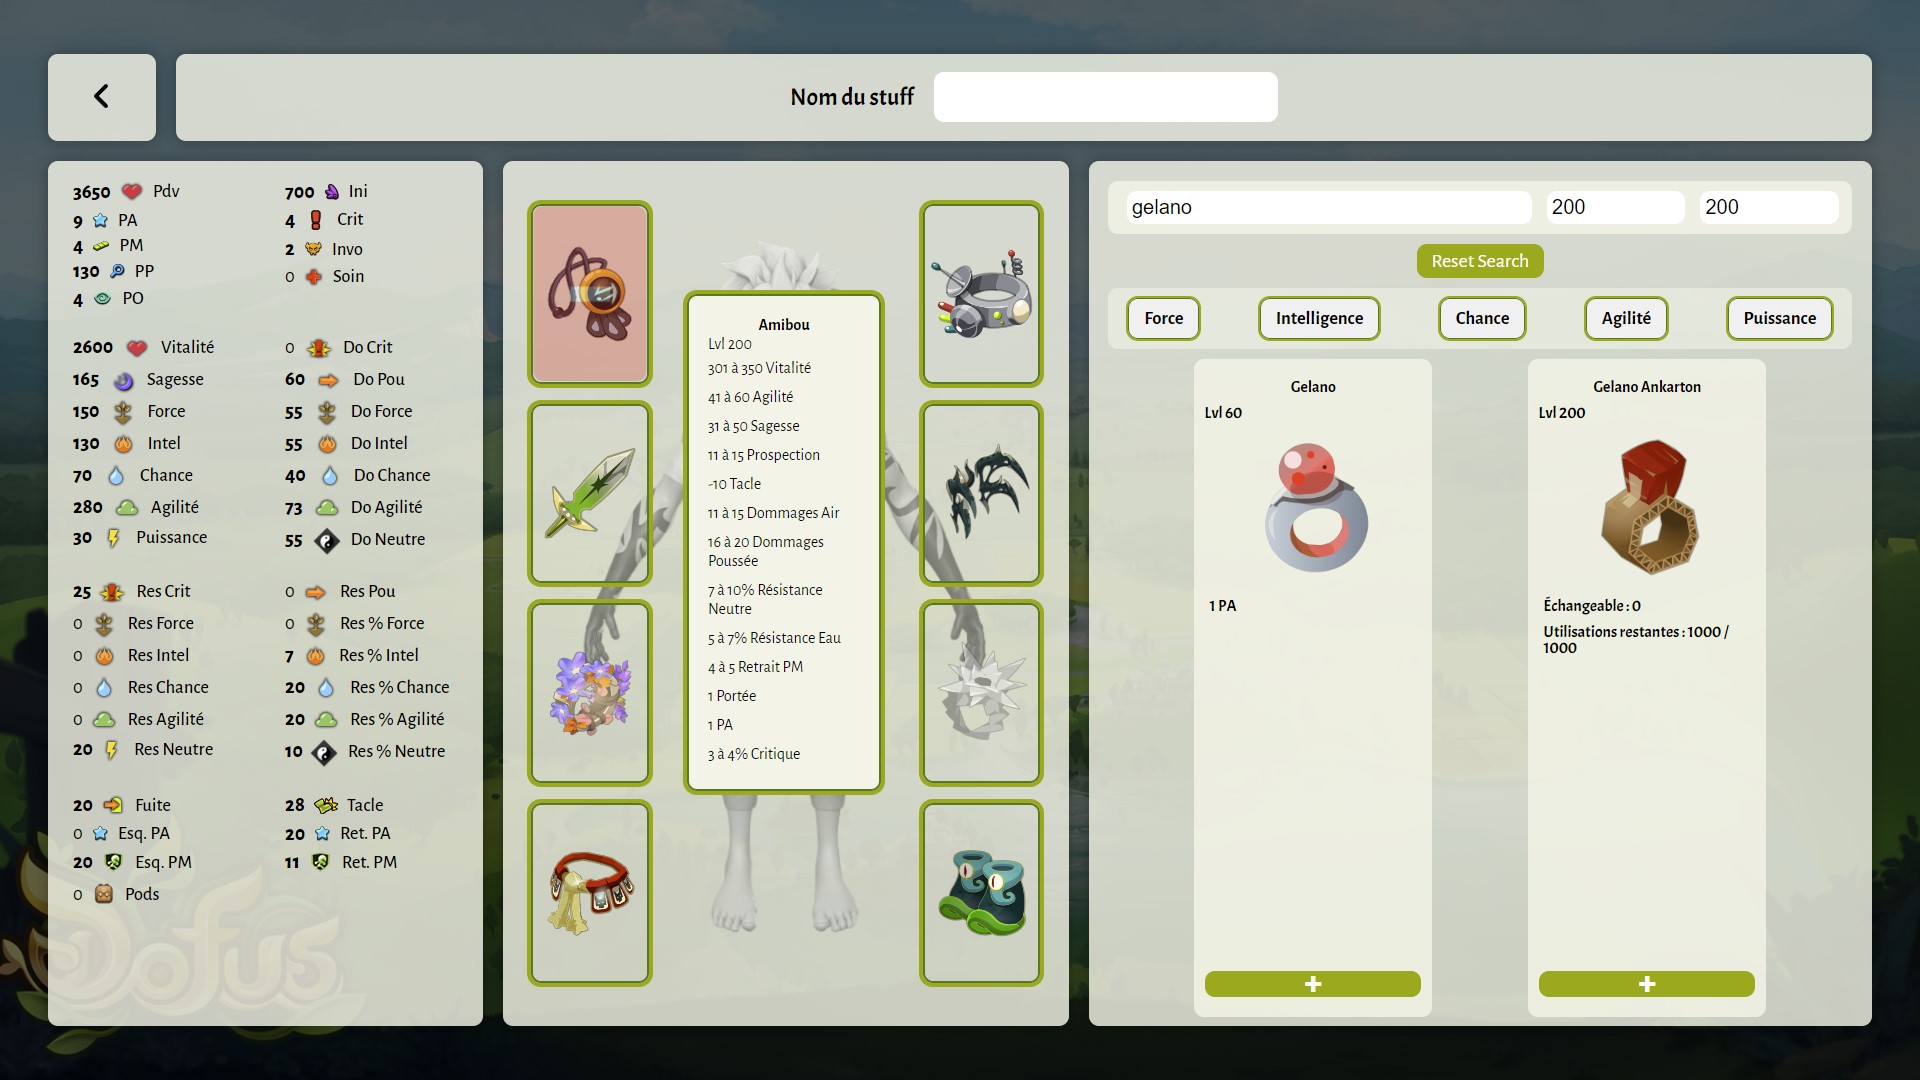 Nom du stuff
3650 Pdv
9 PA
4 PM
130 PP
4 PO
700 Ini
4 Crit
2 Invo
0 Soin
2600 Vitalité
165 Sagesse
150 Force
130 Intel
70 Chance
280 Agilité
30 Puissance
0 Do Crit
60 Do Pou
55 Do Force
55 Do Intel
40 Do Chance
73 Do Agilité
55 Do Neutre
25 Res Crit
0 Res Force
0 Res Intel
0 Res Chance
0 Res Agilité
20 Res Neutre
0 Res Pou
0 Res % Force
7 Res % Intel
20 Res % Chance
20 Res % Agilité
10 Res % Neutre
20 Fuite
0 Esq. PA
20 Esq. PM
0 Pods
28 Tacle
20 Ret. PA
11 Ret. PM
Dofus
Amibou
Lvl 200
301 à 350 Vitalité
41 à 60 Agilité
31 à 50 Sagesse
11 à 15 Prospection
-10 Tacle
11 à 15 Dommages Air
16 à 20 Dommages
Poussée
7 à 10% Résistance
Neutre
5 à 7% Résistance Eau
4 à 5 Retrait PM
1 Portée
1 PA
3 à 4% Critique
gelano 200 200
Reset Search
Force Intelligence Chance Agilité Puissance
Gelano
Lvl 60
1 PA
+
Gelano Ankarton
Lvl 200
Échangeable : 0
Utilisations restantes : 1000 /
1000
+